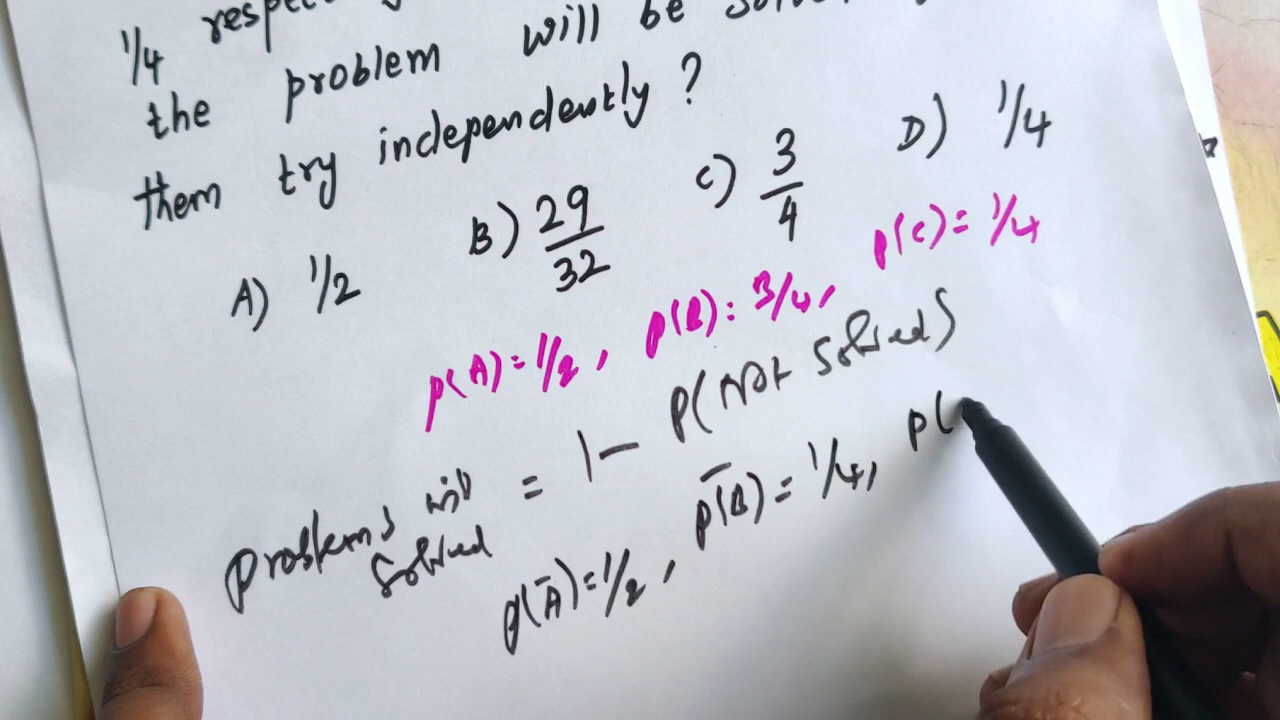 1/4
the problem will be
them try independently ?
A) 1/2 B) 29/32 C) 3/4 D) 1/4
P(A) = 1/2, P(B) = 3/4, P(C) = 1/4
Problems will solved = 1 - P(Not solved)
P(Ā) = 1/2, P̄(B) = 1/4, P(